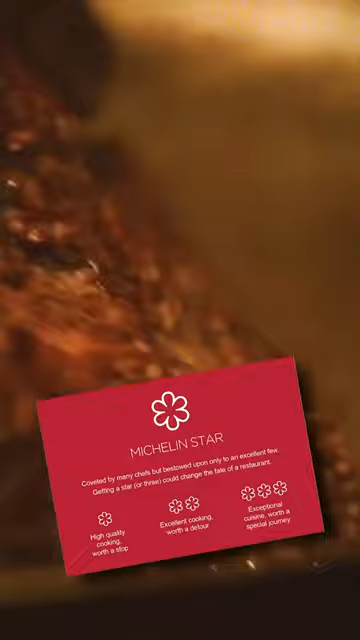 MICHELIN STAR
Coveted by many chefs but bestowed upon only to an excellent few.
Getting a star (or three) could change the fate of a restaurant.
High quality
cooking,
worth a stop
Excellent cooking,
worth a detour
Exceptional
cuisine, worth a
special journey